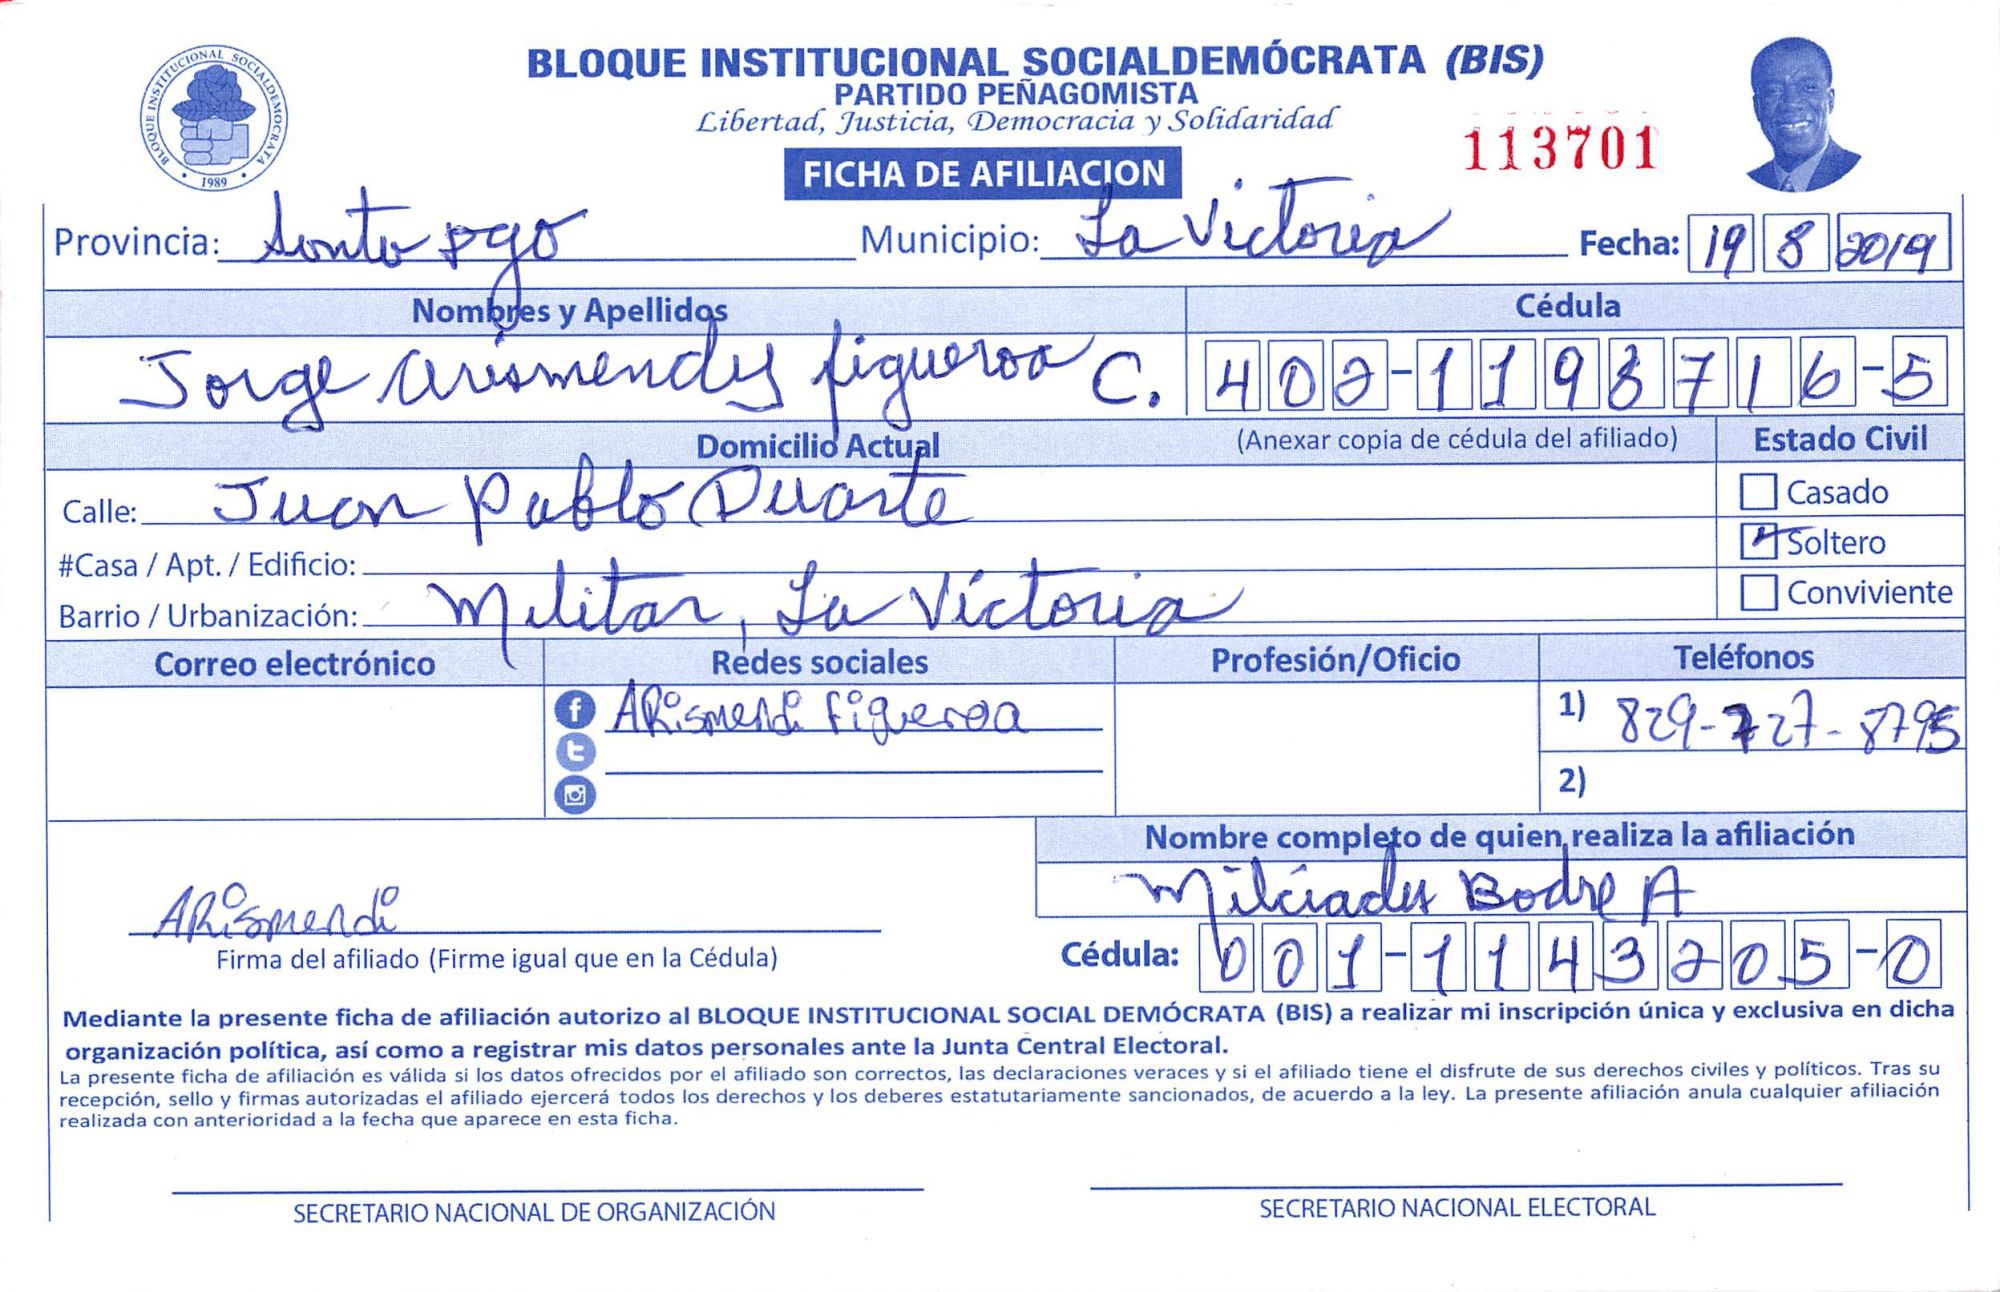 BLOQUE INSTITUCIONAL SOCIALDEMÓCRATA (BIS)
PARTIDO PEÑAGOMISTA
Libertad, Justicia, Democracia y Solidaridad
BLOQUE INSTITUCIONAL SOCIALDEMOCRATA
1989
FICHA DE AFILIACION
113701
Provincia: Santo Dgo Municipio: La Victoria Fecha: 19 8 2019
Nombres y Apellidos Cédula
Jorge Arismendy figueroa C. 402-1198716-5
Domicilio Actual (Anexar copia de cédula del afiliado) Estado Civil
Calle: Juan Pablo Duarte
Casado
#Casa / Apt. / Edificio:
Soltero
Barrio / Urbanización: Militar, La Victoria
Conviviente
Correo electrónico Redes sociales Profesión/Oficio Teléfonos
ARismendi Figueroa 1) 829-727-8795
2)
Nombre completo de quien realiza la afiliación
Milciades Bodre A
ARismendi
Firma del afiliado (Firme igual que en la Cédula) Cédula: 001-1143205-0
Mediante la presente ficha de afiliación autorizo al BLOQUE INSTITUCIONAL SOCIAL DEMÓCRATA (BIS) a realizar mi inscripción única y exclusiva en dicha
organización política, así como a registrar mis datos personales ante la Junta Central Electoral.
La presente ficha de afiliación es válida si los datos ofrecidos por el afiliado son correctos, las declaraciones veraces y si el afiliado tiene el disfrute de sus derechos civiles y políticos. Tras su
recepción, sello y firmas autorizadas el afiliado ejercerá todos los derechos y los deberes estatutariamente sancionados, de acuerdo a la ley. La presente afiliación anula cualquier afiliación
realizada con anterioridad a la fecha que aparece en esta ficha.
SECRETARIO NACIONAL DE ORGANIZACIÓN SECRETARIO NACIONAL ELECTORAL